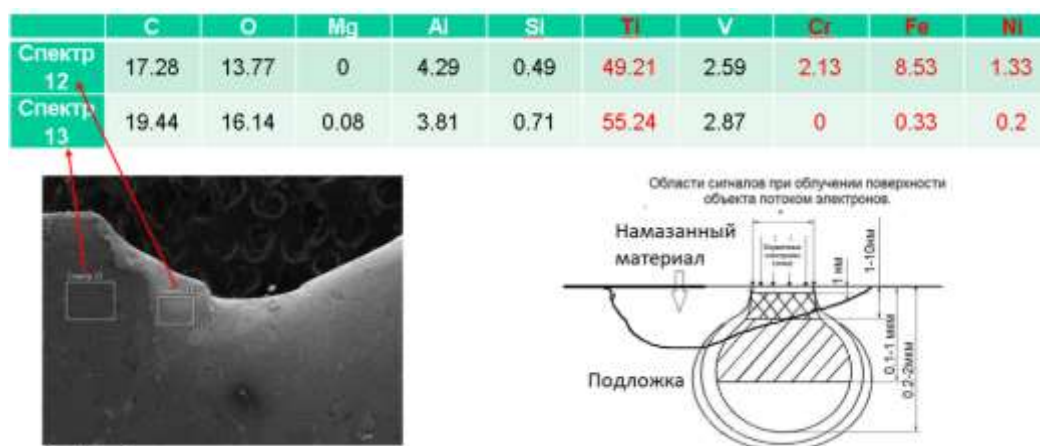 C O Mg Al Si Ti V Cr Fe Ni
Спектр 12 17.28 13.77 0 4.29 0.49 49.21 2.59 2.13 8.53 1.33
Спектр 13 19.44 16.14 0.08 3.81 0.71 55.24 2.87 0 0.33 0.2
Области сигналов при облучении поверхности
объекта потоком электронов.
Намазанный
материал
1 нм
1-10нм
0.1-1 мкм
0.2-2мкм
Подложка